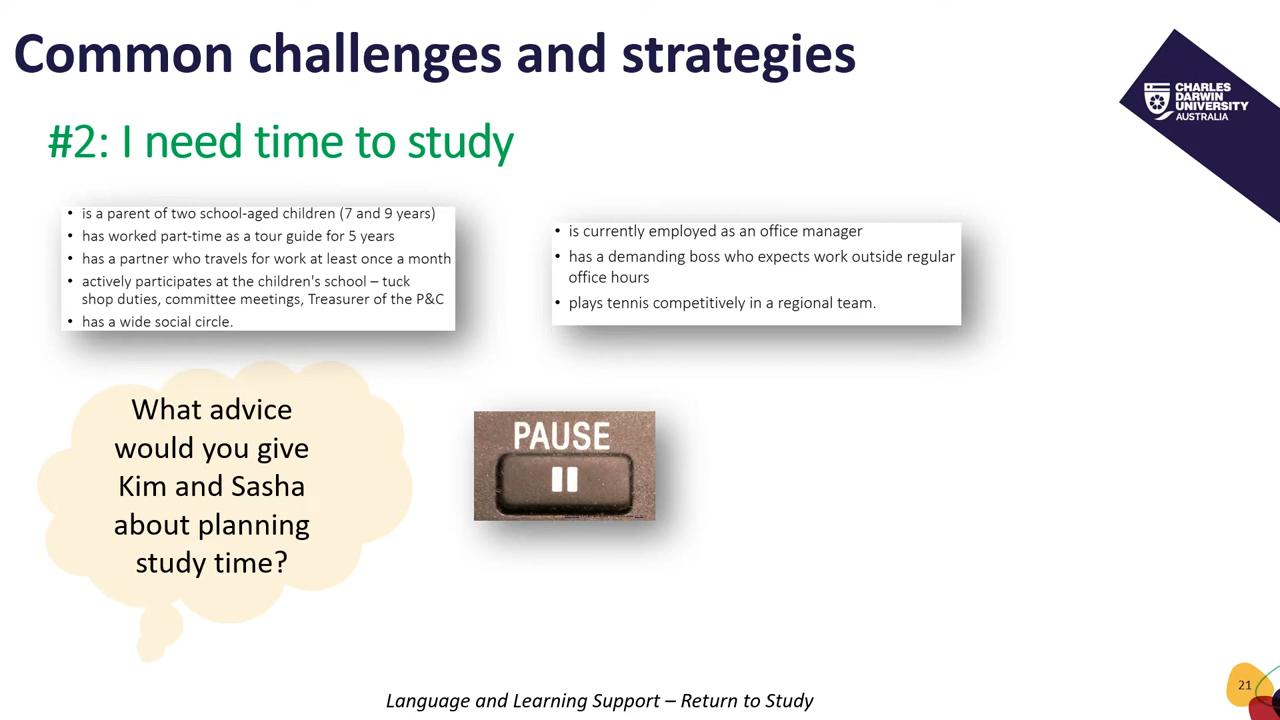 Common challenges and strategies
CHARLES
DARWIN
UNIVERSITY
AUSTRALIA
#2: I need time to study
• is a parent of two school-aged children (7 and 9 years)
• has worked part-time as a tour guide for 5 years
• has a partner who travels for work at least once a month
• actively participates at the children's school – tuck
shop duties, committee meetings, Treasurer of the P&C
• has a wide social circle.
• is currently employed as an office manager
• has a demanding boss who expects work outside regular
office hours
• plays tennis competitively in a regional team.
What advice
would you give
Kim and Sasha
about planning
study time?
PAUSE
Language and Learning Support – Return to Study
21